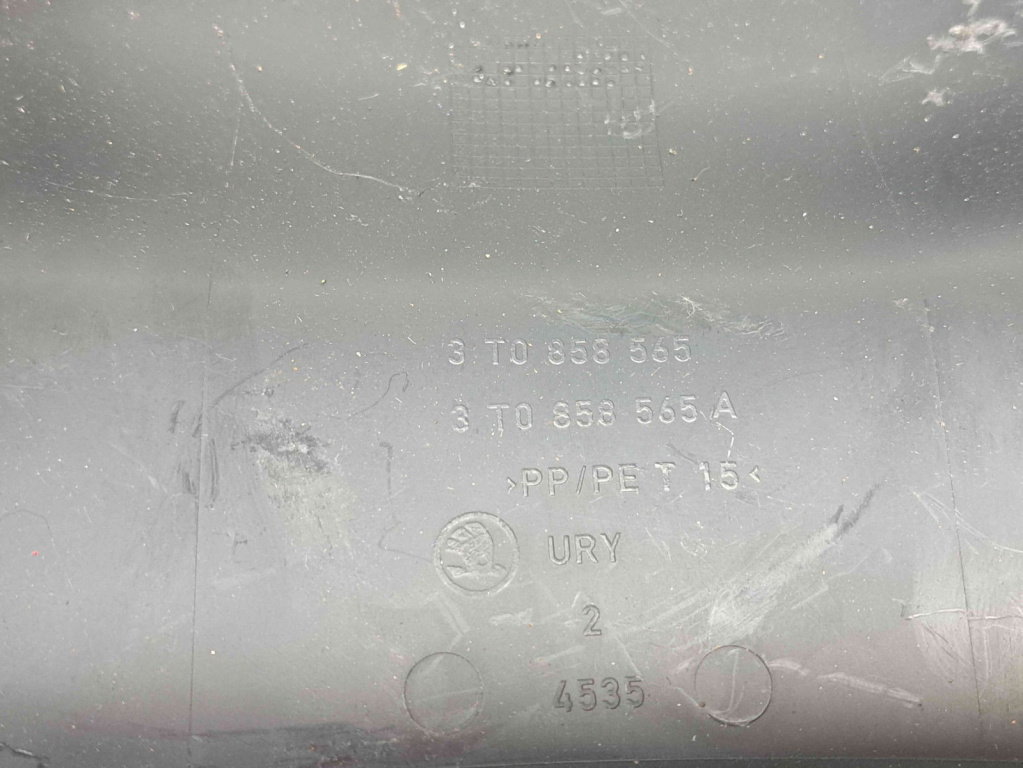 3 T0 858 565
3 T0 858 565 A
>PP/PE T 15<
URY
2
4535